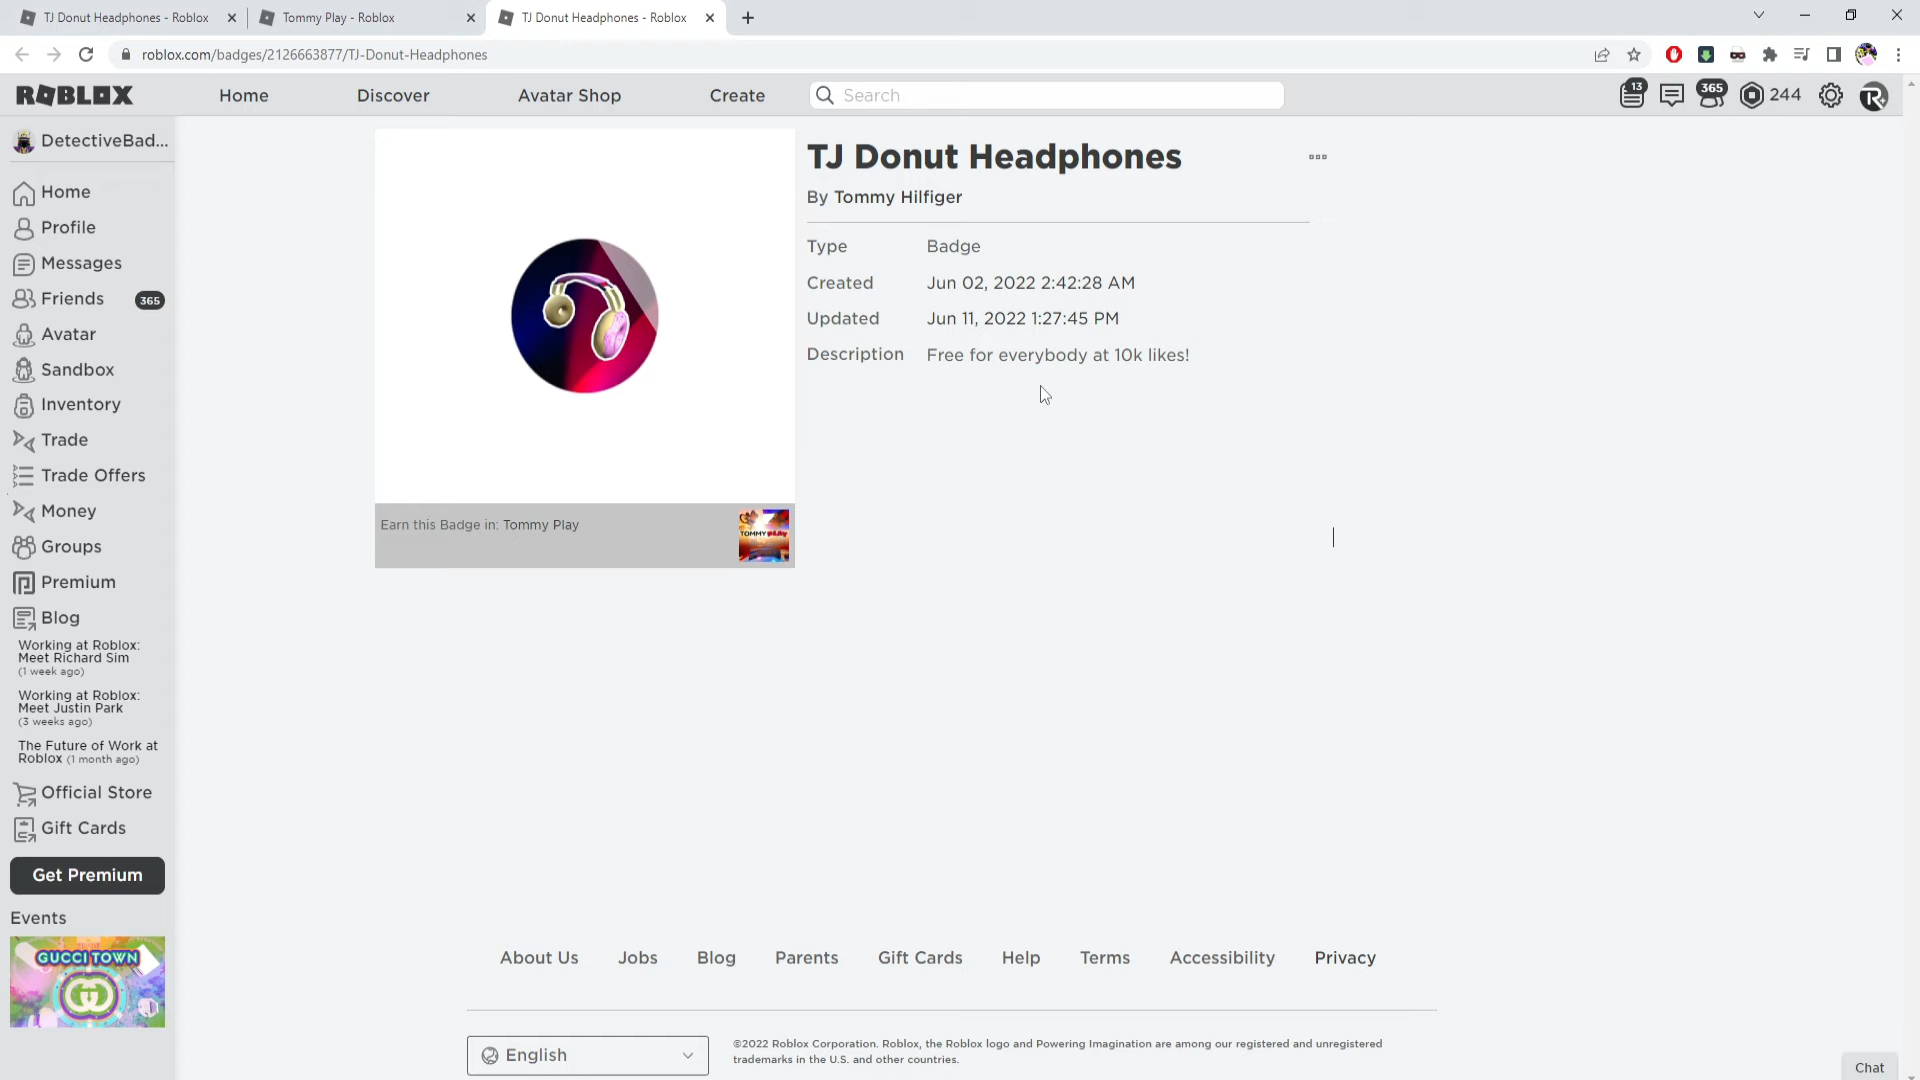 TJ Donut Headphones - Roblox
Tommy Play - Roblox
TJ Donut Headphones - Roblox
roblox.com/badges/2126663877/TJ-Donut-Headphones
ROBLOX
Home
Discover
Avatar Shop
Create
Search
13
365
244
DetectiveBad...
Home
Profile
Messages
Friends 365
Avatar
Sandbox
Inventory
Trade
Trade Offers
Money
Groups
Premium
Blog
Working at Roblox:
Meet Richard Sim
(1 week ago)
Working at Roblox:
Meet Justin Park
(3 weeks ago)
The Future of Work at
Roblox (1 month ago)
Official Store
Gift Cards
Get Premium
Events
GUCCI TOWN
TJ Donut Headphones
By Tommy Hilfiger
Type Badge
Created Jun 02, 2022 2:42:28 AM
Updated Jun 11, 2022 1:27:45 PM
Description Free for everybody at 10k likes!
Earn this Badge in: Tommy Play
TOMMY PLAY
About Us Jobs Blog Parents Gift Cards Help Terms Accessibility Privacy
English
©2022 Roblox Corporation. Roblox, the Roblox logo and Powering Imagination are among our registered and unregistered
trademarks in the U.S. and other countries.
Chat